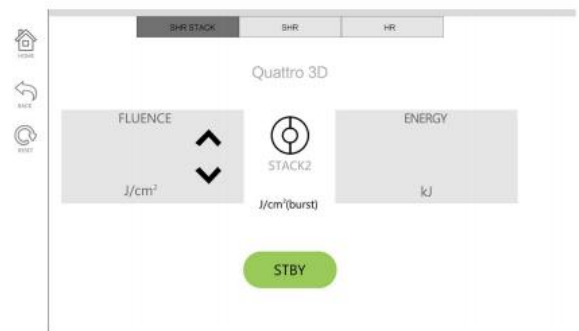 SHR STACK
SHR
HR
HOME
BACK
RESET
Quattro 3D
FLUENCE
J/cm²
STACK2
J/cm²(burst)
ENERGY
kJ
STBY